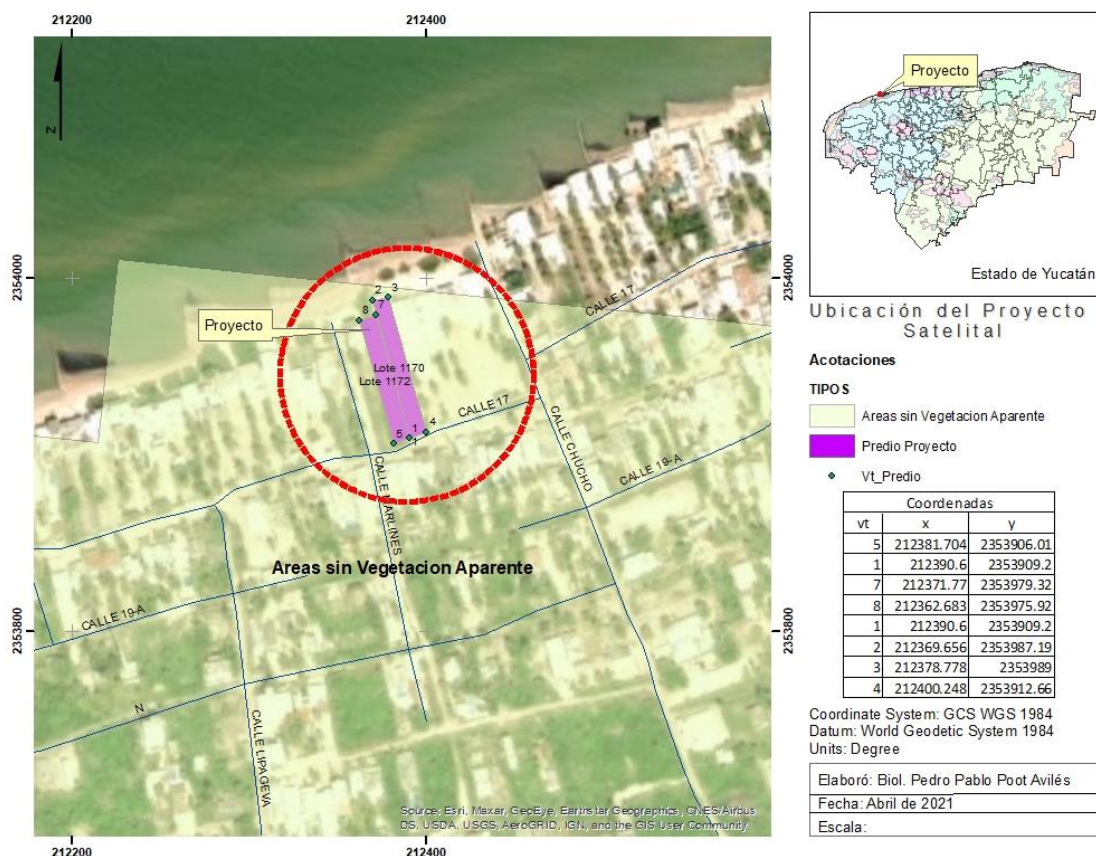 212200
212400
N
2354000
2353800
2
3
8
7
Proyecto
Lote 1170
Lote 1172
5
1
1
4
CALLE 17
CALLE 17
CALLE CHUCHO
CALLE 19-A
CALLE MARLINES
Areas sin Vegetacion Aparente
CALLE 19-A
N
CALLE LIPAGEVA
2354000
2353800
Source: Esri, Maxar, GeoEye, Earthstar Geographics, CNES/Airbus
DS, USDA, USGS, AeroGRID, IGN, and the GIS User Community
212200
212400
Proyecto
Estado de Yucatán
Ubicación del Proyecto
Satelital
Acotaciones
TIPOS
Areas sin Vegetacion Aparente
Predio Proyecto
Vt_Predio
Coordenadas
vt x y
5 212381.704 2353906.01
1 212390.6 2353909.2
7 212371.77 2353979.32
8 212362.683 2353975.92
1 212390.6 2353909.2
2 212369.656 2353987.19
3 212378.778 2353989
4 212400.248 2353912.66
Coordinate System: GCS WGS 1984
Datum: World Geodetic System 1984
Units: Degree
Elaboró: Biol. Pedro Pablo Poot Avilés
Fecha: Abril de 2021
Escala: